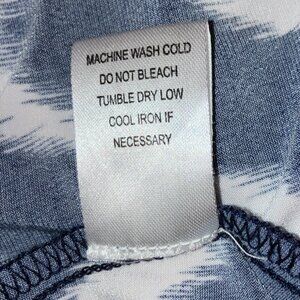 MACHINE WASH COLD
DO NOT BLEACH
TUMBLE DRY LOW
COOL IRON IF
NECESSARY